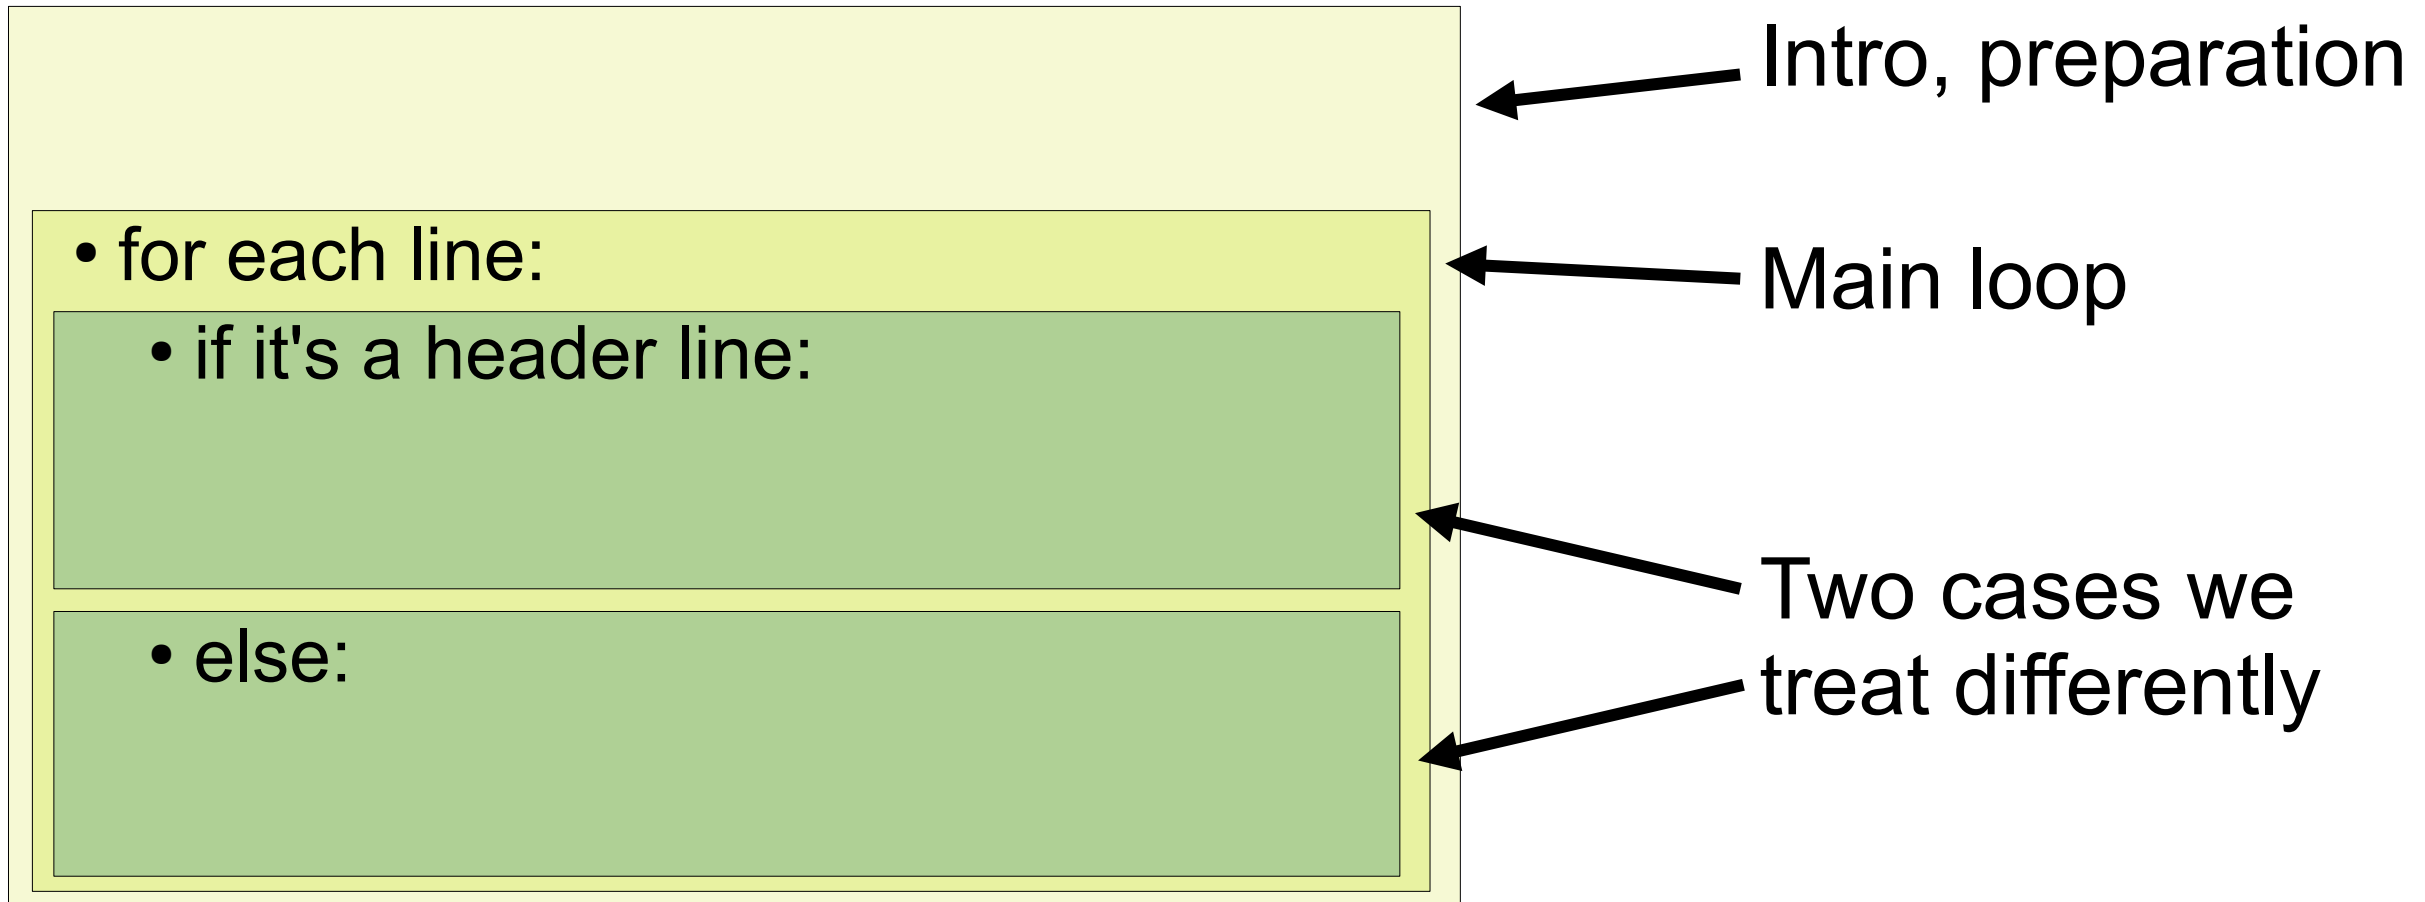 Intro, preparation
• for each line:
Main loop
• if it's a header line:
Two cases we
• else:
treat differently